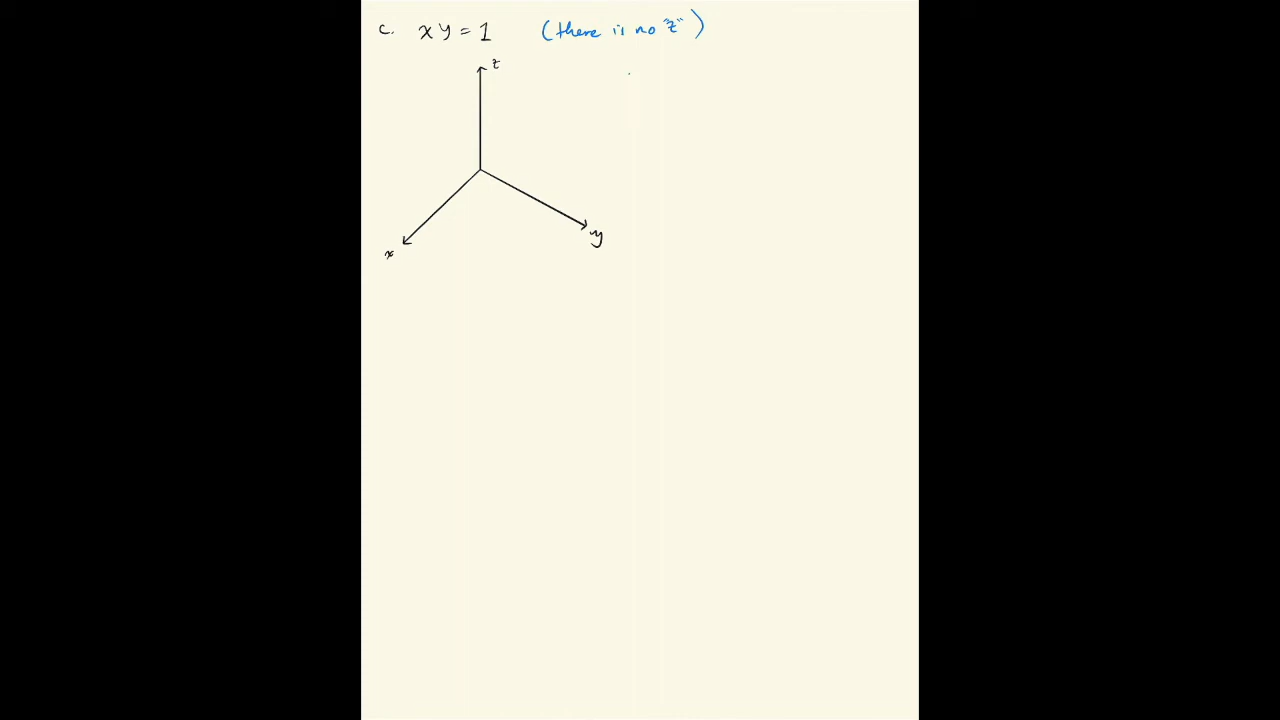 c. xy = 1 (there is no "z")
z
x
y